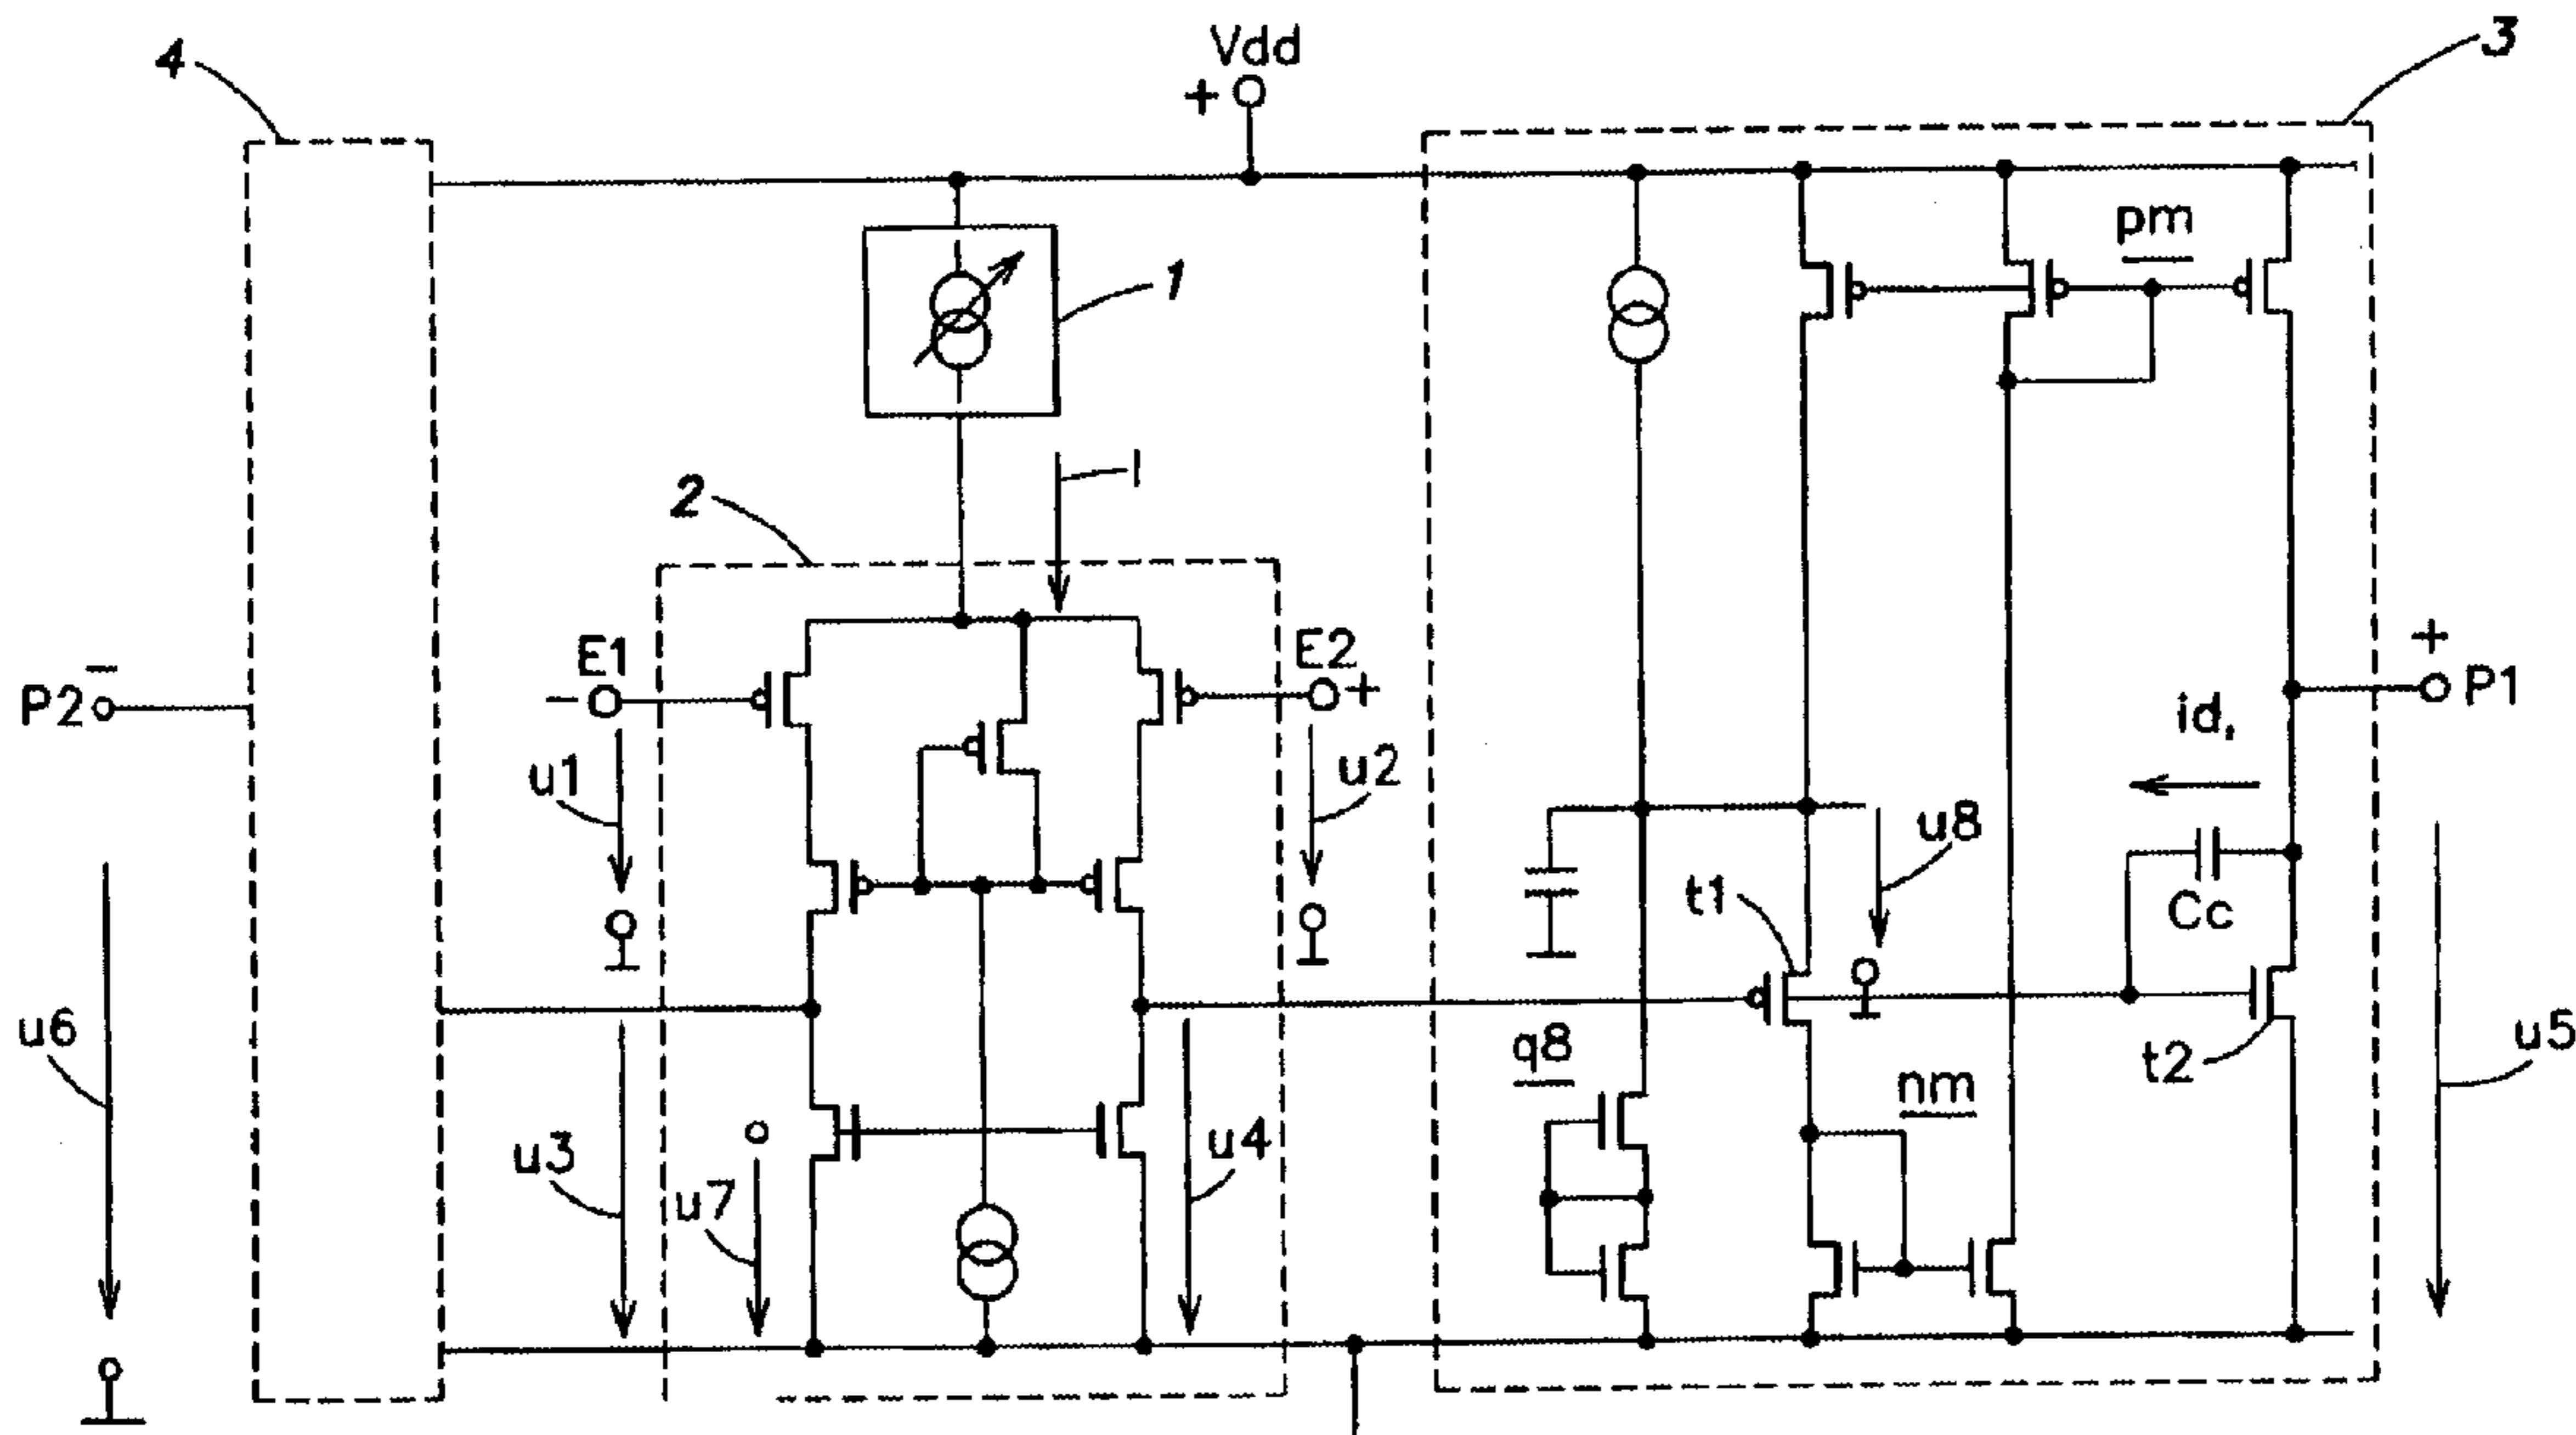 4
Vdd
+
3
pm
1
I
2
E1
-
E2
+
P2
-
+
P1
id.
u1
u2
u8
t1
Cc
u6
q8
nm
t2
u5
u3
u7
u4